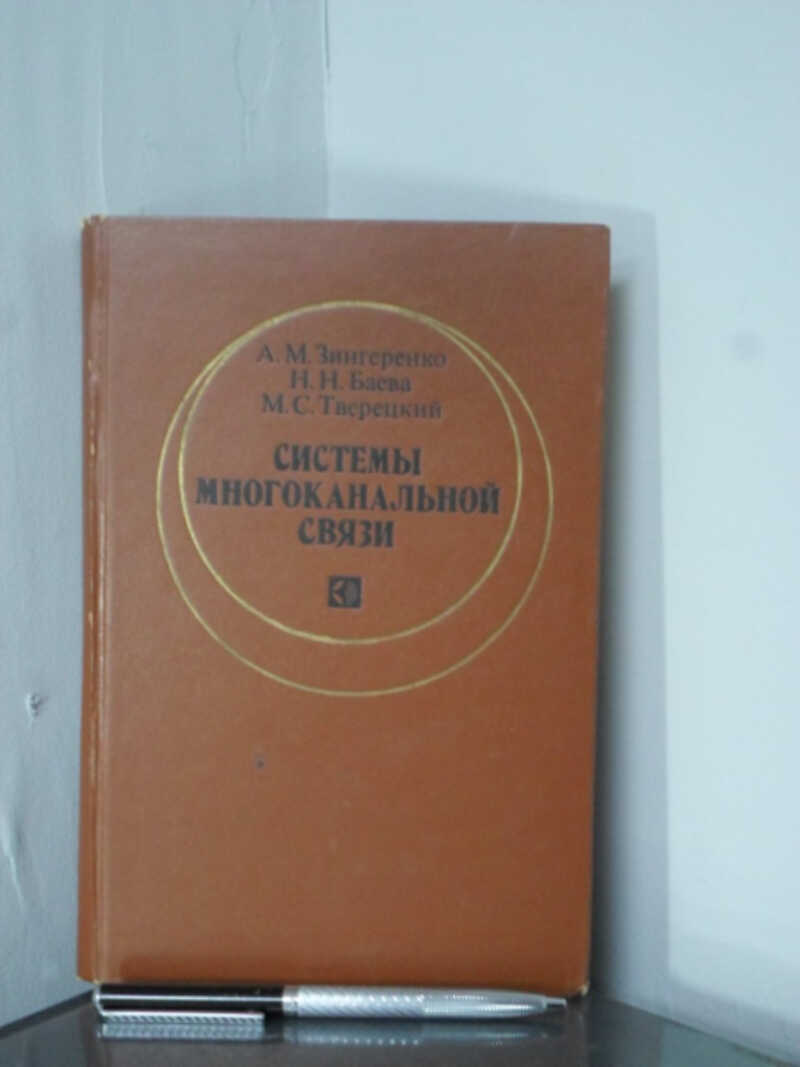 А. М. Зингеренко
Н. Н. Баева
М. С. Тверецкий
СИСТЕМЫ
МНОГОКАНАЛЬНОЙ
СВЯЗИ